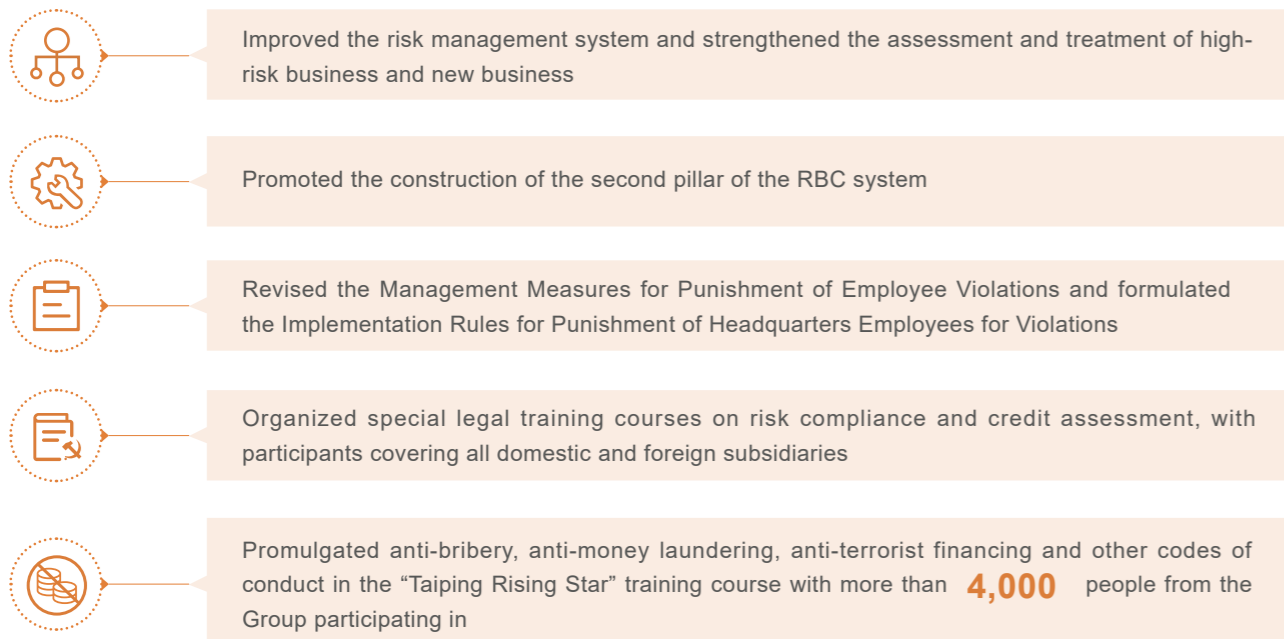 Improved the risk management system and strengthened the assessment and treatment of high-
risk business and new business
Promoted the construction of the second pillar of the RBC system
Revised the Management Measures for Punishment of Employee Violations and formulated
the Implementation Rules for Punishment of Headquarters Employees for Violations
Organized special legal training courses on risk compliance and credit assessment, with
participants covering all domestic and foreign subsidiaries
Promulgated anti-bribery, anti-money laundering, anti-terrorist financing and other codes of
conduct in the “Taiping Rising Star” training course with more than 4,000 people from the
Group participating in